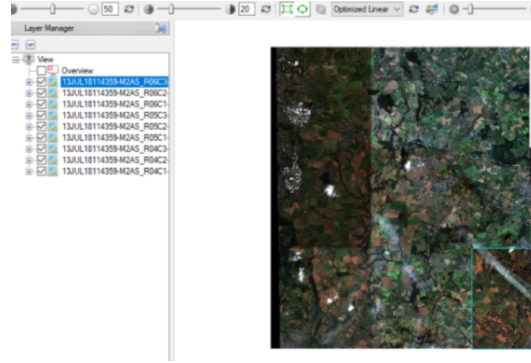 50
20
Optimized Linear
Layer Manager
View
Overview
13JUL18114359-M2AS_R06C3-
13JUL18114359-M2AS_R06C2-
13JUL18114359-M2AS_R06C1-
13JUL18114359-M2AS_R05C3-
13JUL18114359-M2AS_R05C2-
13JUL18114359-M2AS_R05C1-
13JUL18114359-M2AS_R04C3-
13JUL18114359-M2AS_R04C2-
13JUL18114359-M2AS_R04C1-